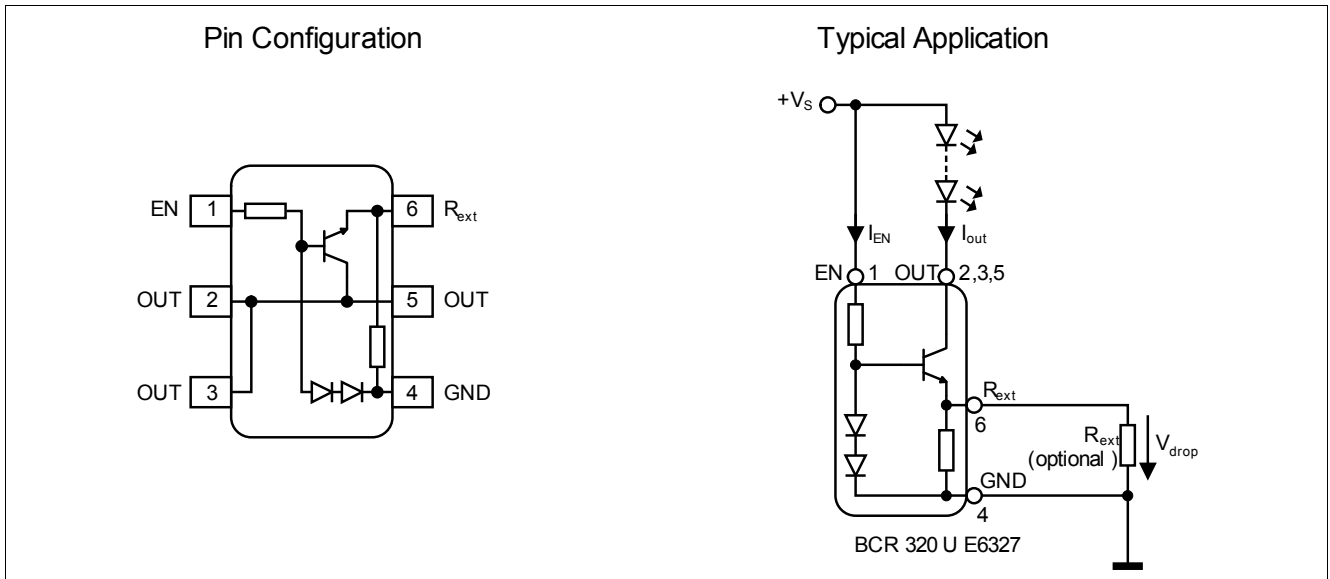 Pin Configuration
EN 1
6 Rext
OUT 2
5 OUT
OUT 3
4 GND
Typical Application
+VS
IEN
Iout
EN 1
OUT 2,3,5
Rext
6
Rext
(optional )
Vdrop
GND
4
BCR 320 U E6327